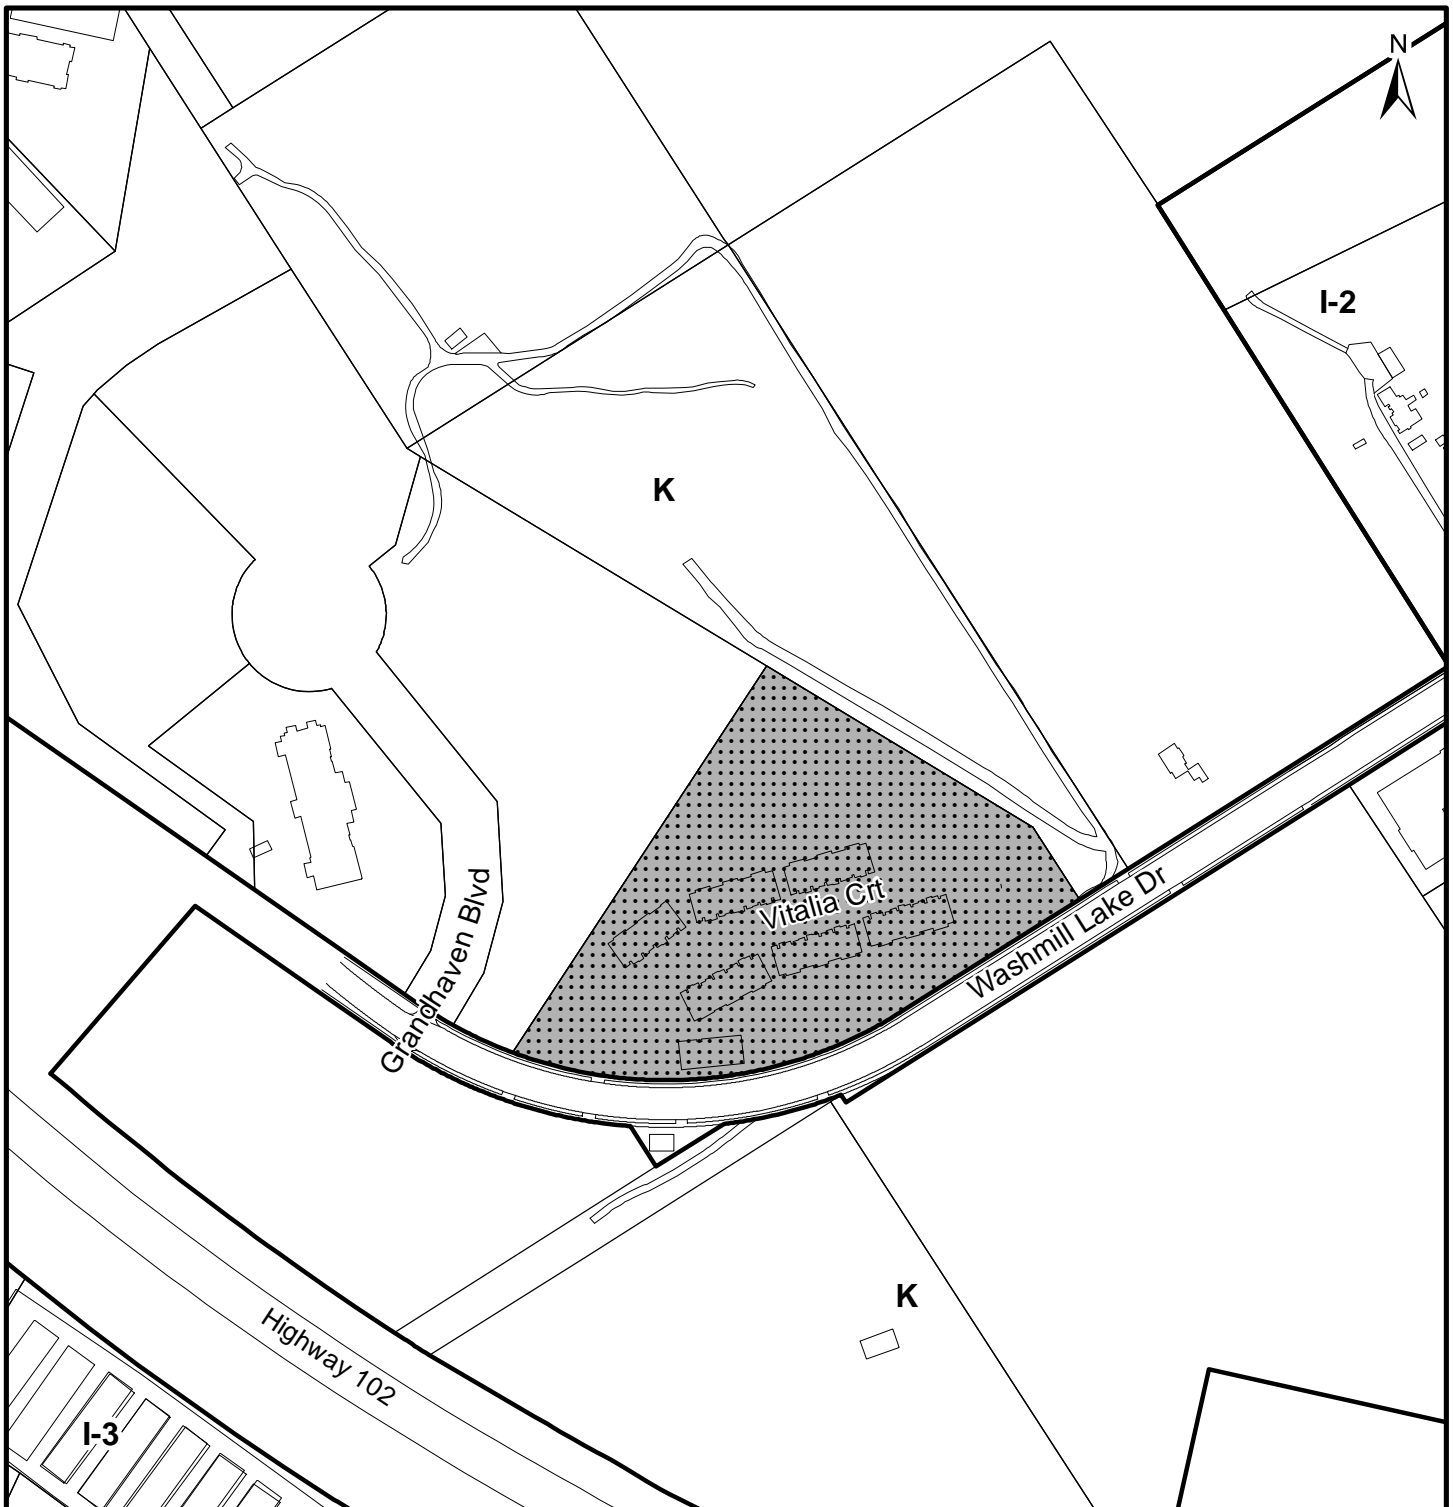 N
I-2
K
Vitalia Crt
Grandhaven Blvd
Washmill Lake Dr
K
Highway 102
I-3